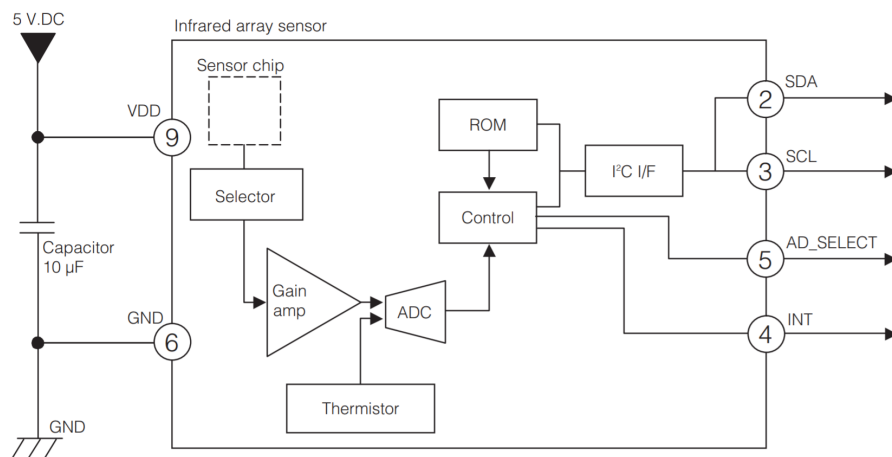 5 V.DC
Infrared array sensor
Sensor chip
SDA
2
VDD
9
ROM
SCL
3
I²C I/F
Selector
Control
Capacitor
10 µF
AD_SELECT
5
Gain
amp
ADC
GND
6
INT
4
Thermistor
GND